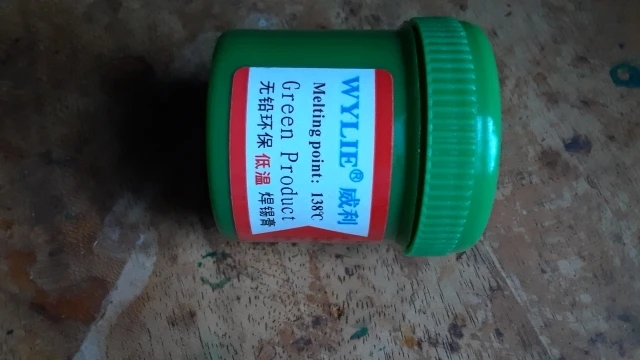 WYLIE® 威利
Melting point: 138℃
Green Product
无铅环保 低温 焊锡膏